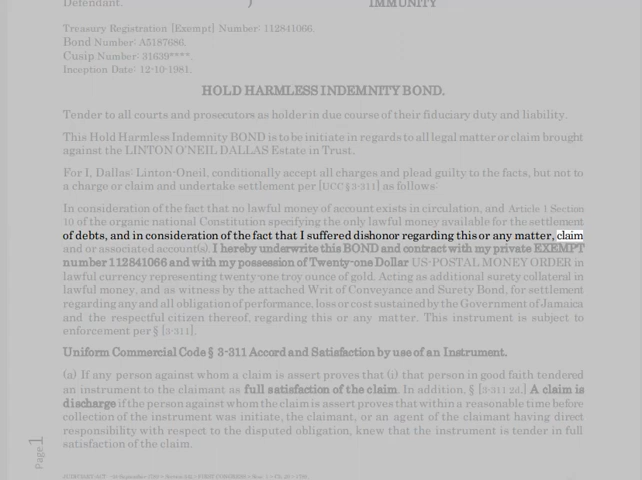 Defendant. ) IMMUNITY
Treasury Registration [Exempt] Number: 112841066.
Bond Number: A5187686.
Cusip Number: 31639****.
Inception Date: 12-10-1981.
HOLD HARMLESS INDEMNITY BOND.
Tender to all courts and prosecutors as holder in due course of their fiduciary duty and liability.
This Hold Harmless Indemnity BOND is to be initiate in regards to all legal matter or claim brought
against the LINTON O'NEIL DALLAS Estate in Trust.
For I, Dallas: Linton-Oneil, conditionally accept all charges and plead guilty to the facts, but not to
a charge or claim and undertake settlement per [UCC § 3-311] as follows:
In consideration of the fact that no lawful money of account exists in circulation, and Article 1 Section
10 of the organic national Constitution specifying the only lawful money available for the settlement
of debts, and in consideration of the fact that I suffered dishonor regarding this or any matter, claim
and or associated account(s). I hereby underwrite this BOND and contract with my private EXEMPT
number 112841066 and with my possession of Twenty-one Dollar US-POSTAL MONEY ORDER in
lawful currency representing twenty-one troy ounce of gold. Acting as additional surety collateral in
lawful money, and as witness by the attached Writ of Conveyance and Surety Bond, for settlement
regarding any and all obligation of performance, loss or cost sustained by the Government of Jamaica
and the respectful citizen thereof. regarding this or any matter. This instrument is subject to
enforcement per § [3-311].
Uniform Commercial Code § 3-311 Accord and Satisfaction by use of an Instrument.
(a) If any person against whom a claim is assert proves that (i) that person in good faith tendered
an instrument to the claimant as full satisfaction of the claim. In addition, § [3-311 2d.] A claim is
discharge if the person against whom the claim is assert proves that within a reasonable time before
collection of the instrument was initiate, the claimant, or an agent of the claimant having direct
responsibility with respect to the disputed obligation, knew that the instrument is tender in full
satisfaction of the claim.
Page 1